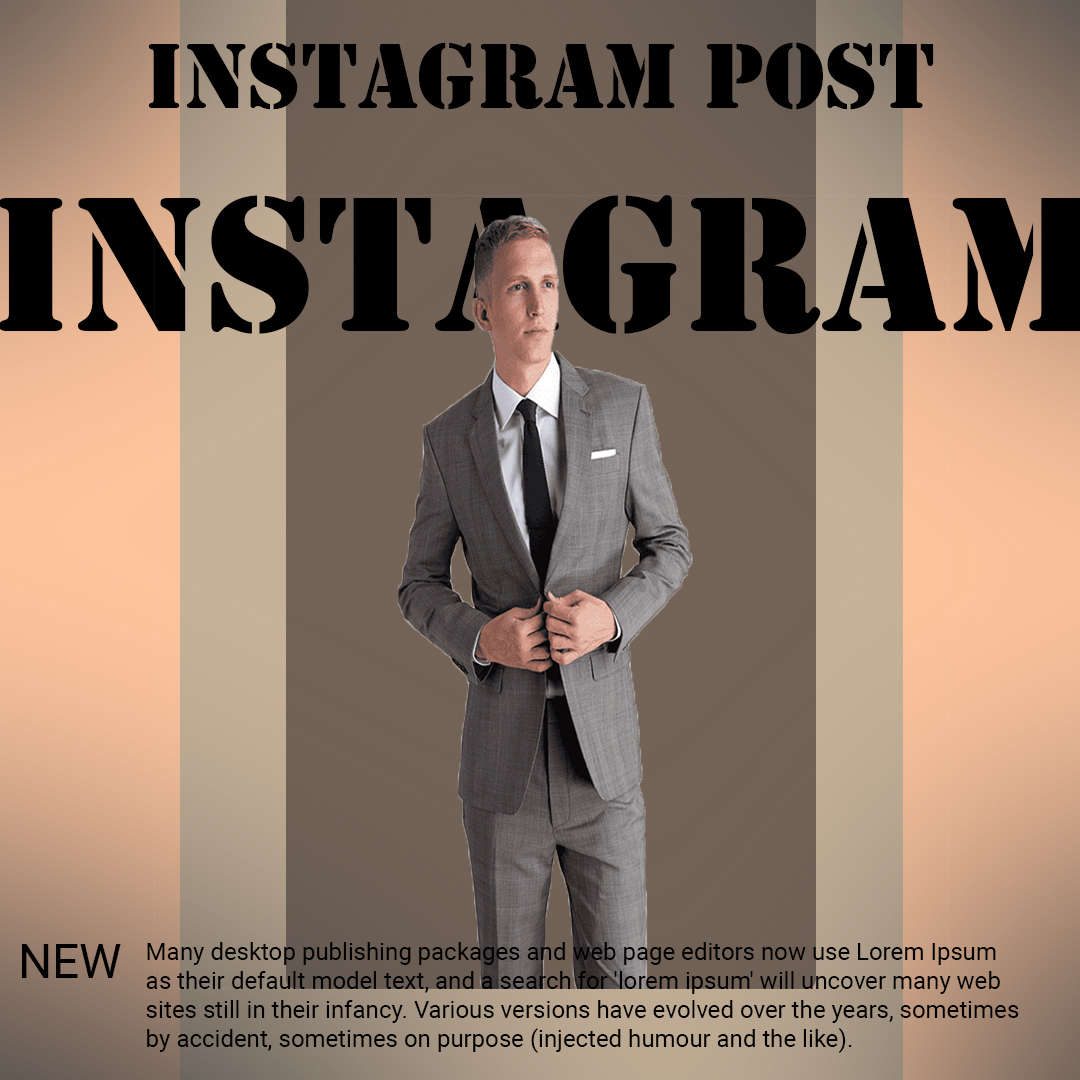 INSTAGRAM POST
INSTAGRAM
NEW
Many desktop publishing packages and web page editors now use Lorem Ipsum
as their default model text, and a search for 'lorem ipsum' will uncover many web
sites still in their infancy. Various versions have evolved over the years, sometimes
by accident, sometimes on purpose (injected humour and the like).